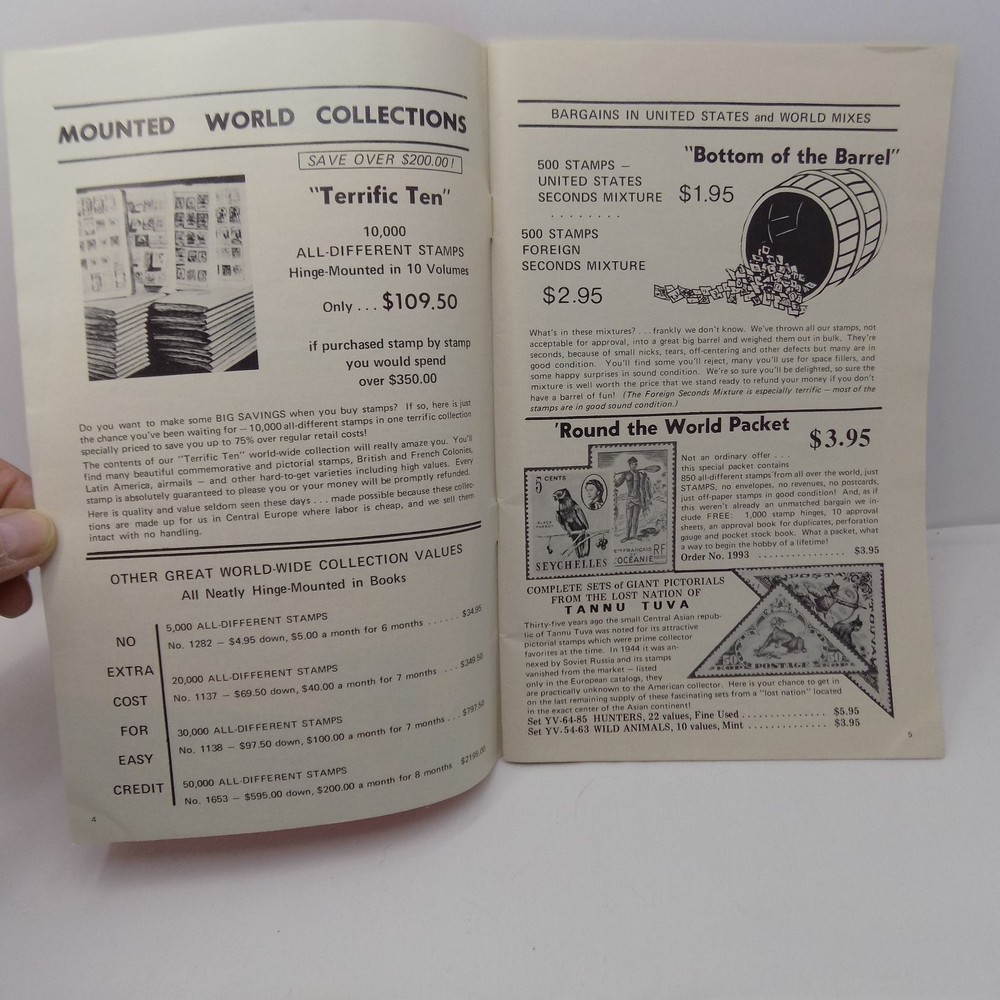 MOUNTED WORLD COLLECTIONS
SAVE OVER $200.00!
"Terrific Ten"
10,000
ALL-DIFFERENT STAMPS
Hinge-Mounted in 10 Volumes
Only . . . $109.50
if purchased stamp by stamp
you would spend
over $350.00
Do you want to make some BIG SAVINGS when you buy stamps? If so, here is just
the chance you've been waiting for — 10,000 all-different stamps in one terrific collection
specially priced to save you up to 75% over regular retail costs!
The contents of our "Terrific Ten" world-wide collection will really amaze you. You'll
find many beautiful commemorative and pictorial stamps, British and French Colonies,
Latin America, airmails — and other hard-to-get varieties including high values. Every
stamp is absolutely guaranteed to please you or your money will be promptly refunded.
Here is quality and value seldom seen these days . . . made possible because these collec-
tions are made up for us in Central Europe where labor is cheap, and we sell them
intact with no handling.
OTHER GREAT WORLD-WIDE COLLECTION VALUES
All Neatly Hinge-Mounted in Books
NO
EXTRA
COST
FOR
EASY
CREDIT
5,000 ALL-DIFFERENT STAMPS
No. 1282 — $4.95 down, $5.00 a month for 6 months . . . . . . $34.95
20,000 ALL-DIFFERENT STAMPS
No. 1137 — $69.50 down, $40.00 a month for 7 months . . . $349.50
30,000 ALL-DIFFERENT STAMPS
No. 1138 — $97.50 down, $100.00 a month for 7 months . . . $797.50
50,000 ALL-DIFFERENT STAMPS
No. 1653 — $595.00 down, $200.00 a month for 8 months $2195.00
4
BARGAINS IN UNITED STATES and WORLD MIXES
"Bottom of the Barrel"
500 STAMPS —
UNITED STATES
SECONDS MIXTURE $1.95
. . . . . . . .
500 STAMPS
FOREIGN
SECONDS MIXTURE
$2.95
What's in these mixtures? . . . frankly we don't know. We've thrown all our stamps, not
acceptable for approval, into a great big barrel and weighed them out in bulk. They're
seconds, because of small nicks, tears, off-centering and other defects but many are in
good condition. You'll find some you'll reject, many you'll use for space fillers, and
some happy surprises in sound condition. We're so sure you'll be delighted, so sure the
mixture is well worth the price that we stand ready to refund your money if you don't
have a barrel of fun! (The Foreign Seconds Mixture is especially terrific — most of the
stamps are in good sound condition.)
'Round the World Packet $3.95
Not an ordinary offer . . .
this special packet contains
850 all-different stamps from all over the world, just
STAMPS, no envelopes, no revenues, no postcards,
just off-paper stamps in good condition! And, as if
this weren't already an unmatched bargain we in-
clude FREE: 1,000 stamp hinges, 10 approval
sheets, an approval book for duplicates, perforation
gauge and pocket stock book. What a packet, what
a way to begin the hobby of a lifetime!
Order No. 1993 . . . . . . . . . . . . . . . $3.95
5 CENTS
BLACK PARROT
SEYCHELLES
ETS FRANÇAIS
de
OCÉANIE RF
COMPLETE SETS of GIANT PICTORIALS
FROM THE LOST NATION OF
TANNU TUVA
Thirty-five years ago the small Central Asian repub-
lic of Tannu Tuva was noted for its attractive
pictorial stamps which were prime collector
favorites at the time. In 1944 it was an-
nexed by Soviet Russia and its stamps
vanished from the market — listed
only in the European catalogs, they
are practically unknown to the American collector. Here is your chance to get in
on the last remaining supply of these fascinating sets from a "lost nation" located
in the exact center of the Asian continent!
Set YV-64-85 HUNTERS, 22 values, Fine Used . . . . . . . . . . . . . . $5.95
Set YV-54-63 WILD ANIMALS, 10 values, Mint . . . . . . . . . . . . . $3.95
50 POSTAGE 50
POSTAGE
5